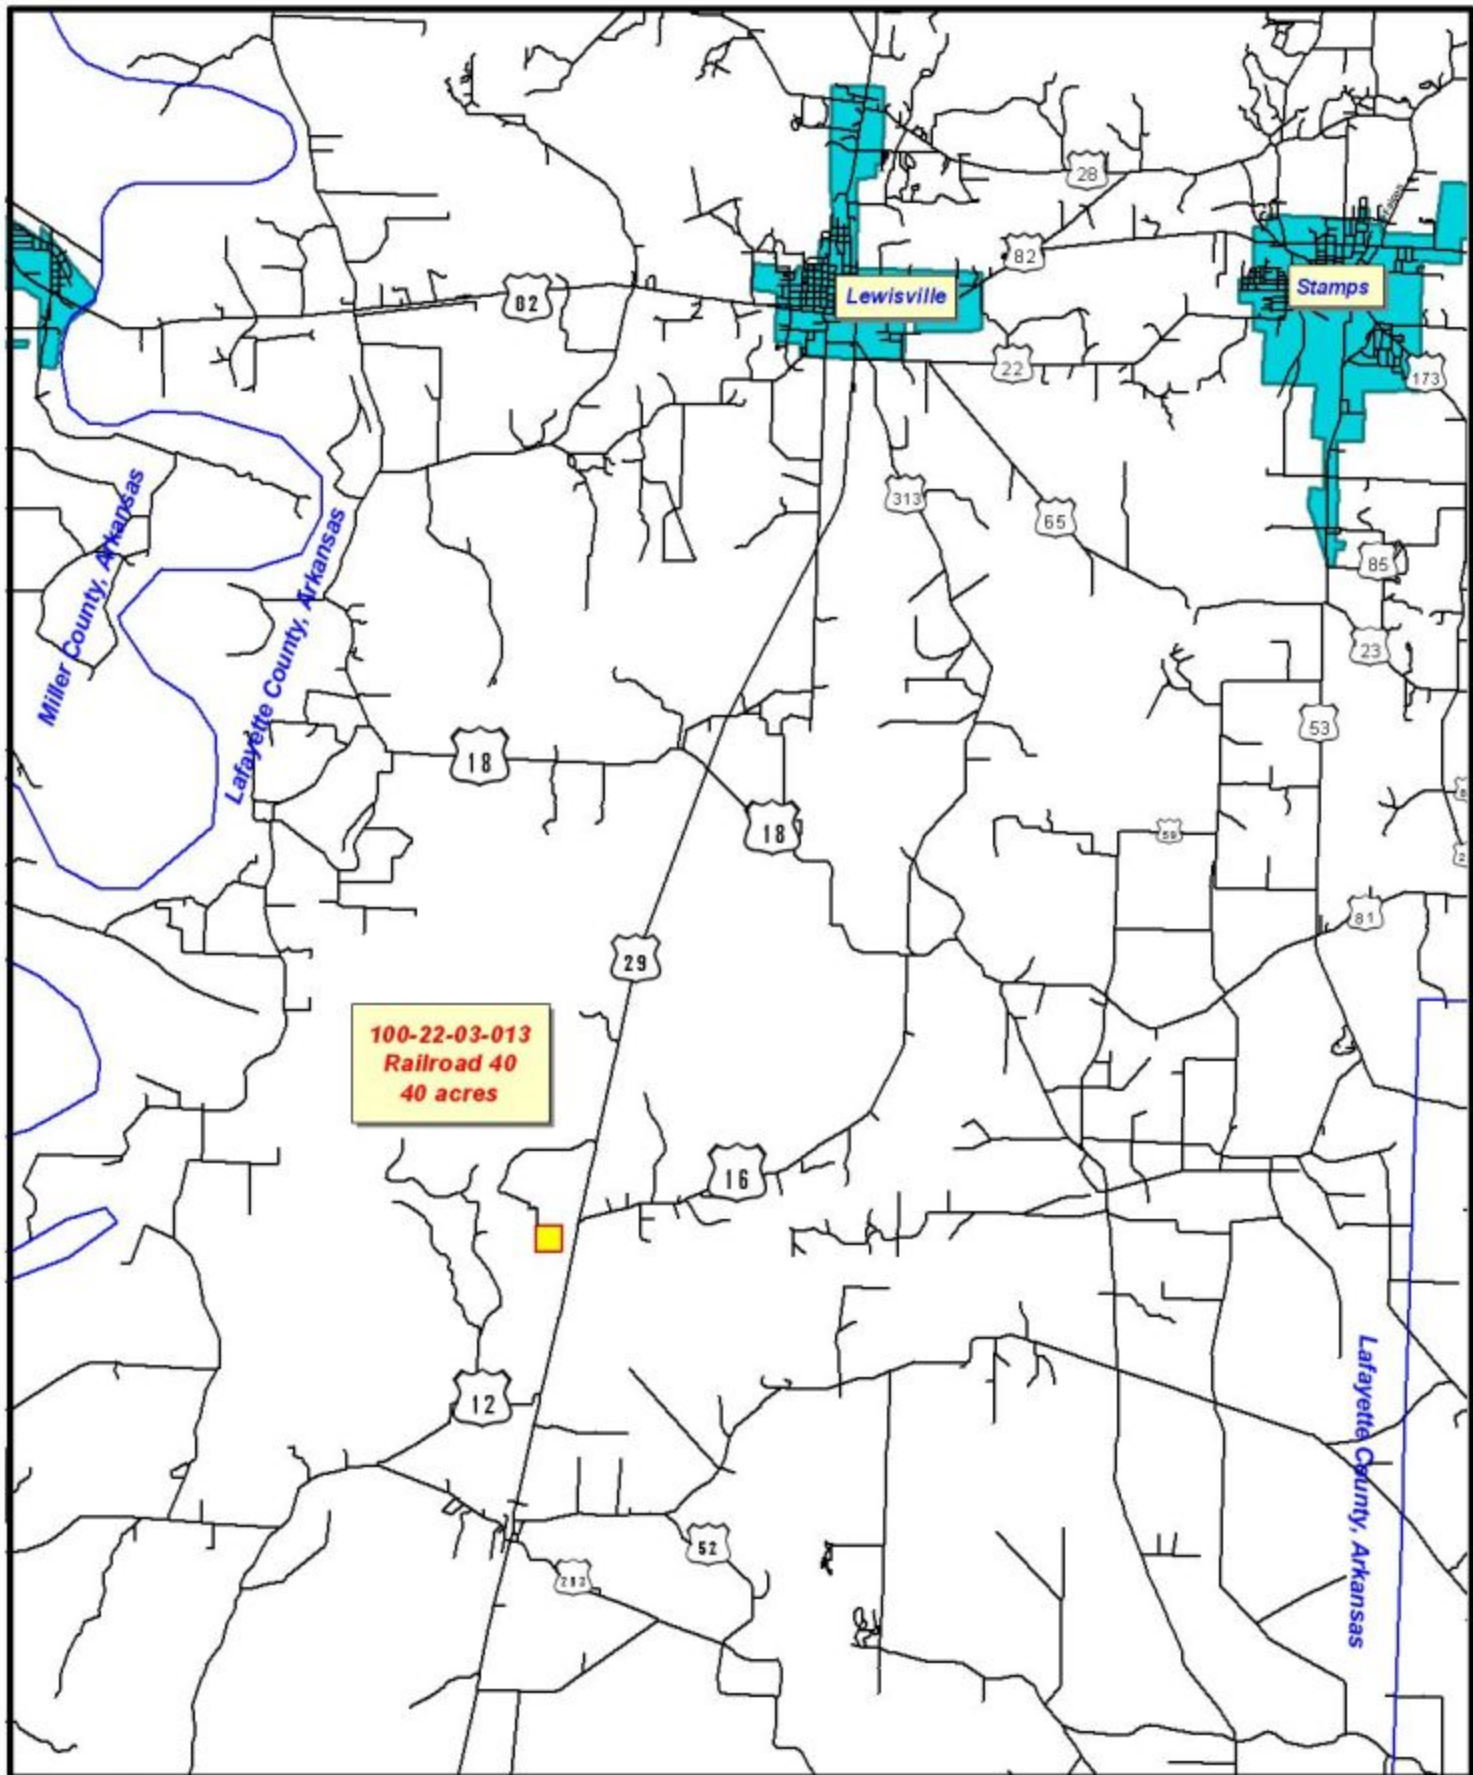 28
82
82
Lewisville
Stamps
22
173
313
65
85
Miller County, Arkansas
Lafayette County, Arkansas
23
53
18
18
59
81
29
100-22-03-013
Railroad 40
40 acres
16
12
Lafayette County, Arkansas
52